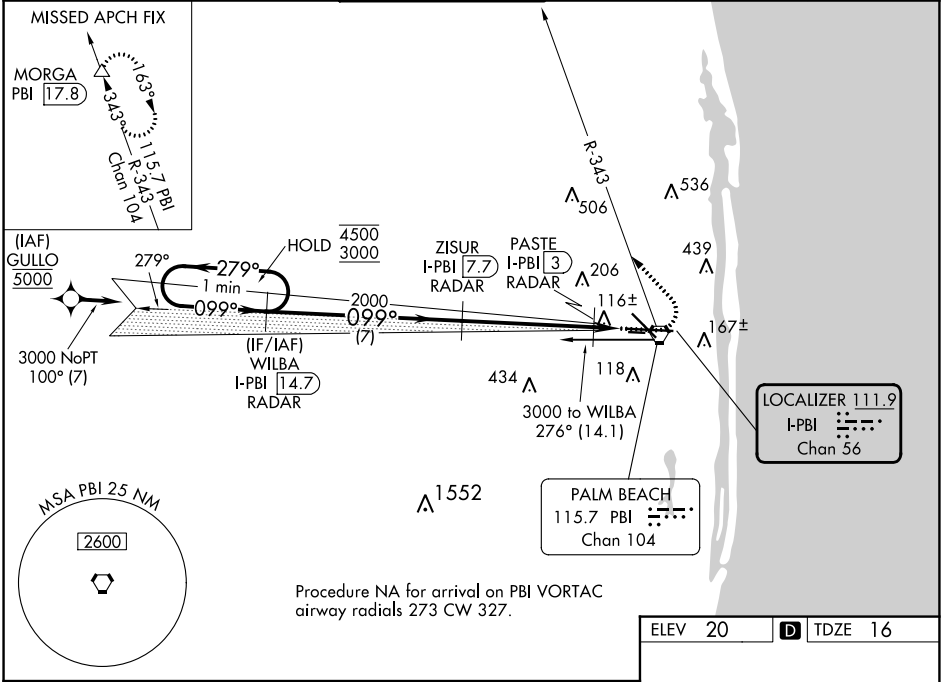 MISSED APCH FIX
MORGA
PBI 17.8
163°
343°
R-343
115.7 PBI
Chan 104
R-343
506
536
439
(IAF)
GULLO
5000
279°
279°
1 min
099°
HOLD
4500
3000
2000
099°
(7)
ZISUR
I-PBI 7.7
RADAR
PASTE
I-PBI 3
RADAR
206
116±
167±
118
434
3000 NoPT
100° (7)
(IF/IAF)
WILBA
I-PBI 14.7
RADAR
3000 to WILBA
276° (14.1)
LOCALIZER 111.9
I-PBI
Chan 56
PALM BEACH
115.7 PBI
Chan 104
1552
MSA PBI 25 NM
2600
Procedure NA for arrival on PBI VORTAC
airway radials 273 CW 327.
ELEV 20 D TDZE 16